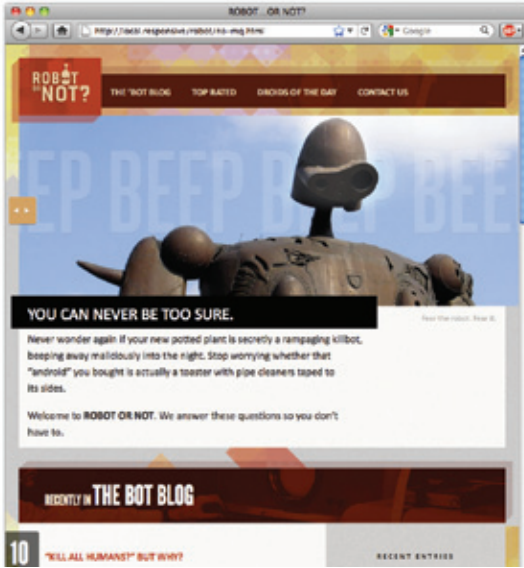 ROBOT ...OR NOT?
http://local.responsive/robot/no-mq.html
Google
ROBOT
OR NOT?
THE 'BOT BLOG TOP RATED DROIDS OF THE DAY CONTACT US
EP BEEP BEEP BEE
YOU CAN NEVER BE TOO SURE.
Fear the robot. Fear it.
Never wonder again if your new potted plant is secretly a rampaging killbot,
beeping away maliciously into the night. Stop worrying whether that
"android" you bought is actually a toaster with pipe cleaners taped to
its sides.
Welcome to ROBOT OR NOT. We answer these questions so you don't
have to.
RECENTLY IN THE BOT BLOG
10
"KILL ALL HUMANS?" BUT WHY?
RECENT ENTRIES